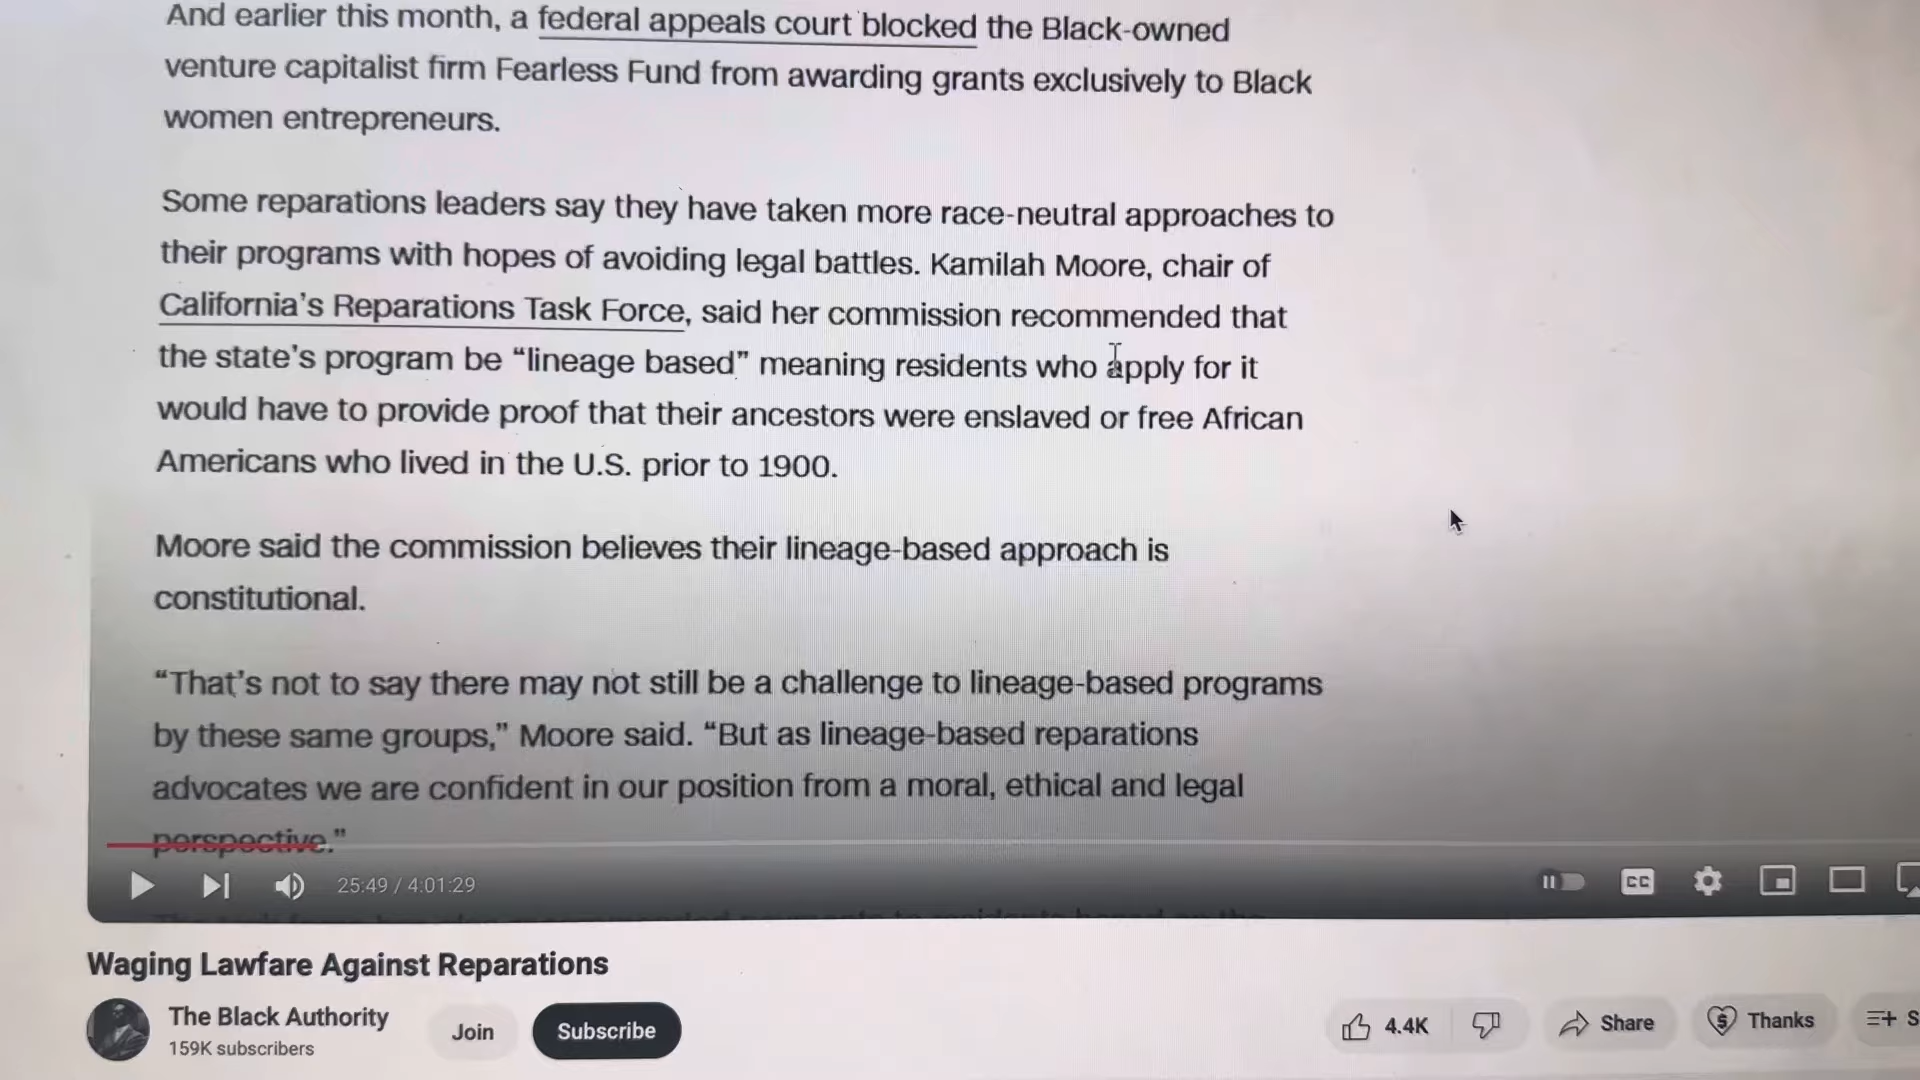 And earlier this month, a federal appeals court blocked the Black-owned
venture capitalist firm Fearless Fund from awarding grants exclusively to Black
women entrepreneurs.
Some reparations leaders say they have taken more race-neutral approaches to
their programs with hopes of avoiding legal battles. Kamilah Moore, chair of
California's Reparations Task Force, said her commission recommended that
the state's program be “lineage based” meaning residents who apply for it
would have to provide proof that their ancestors were enslaved or free African
Americans who lived in the U.S. prior to 1900.
Moore said the commission believes their lineage-based approach is
constitutional.
“That's not to say there may not still be a challenge to lineage-based programs
by these same groups,” Moore said. “But as lineage-based reparations
advocates we are confident in our position from a moral, ethical and legal
perspective.”
25:49 / 4:01:29
CC
Waging Lawfare Against Reparations
The Black Authority
159K subscribers
Join
Subscribe
4.4K
Share
Thanks